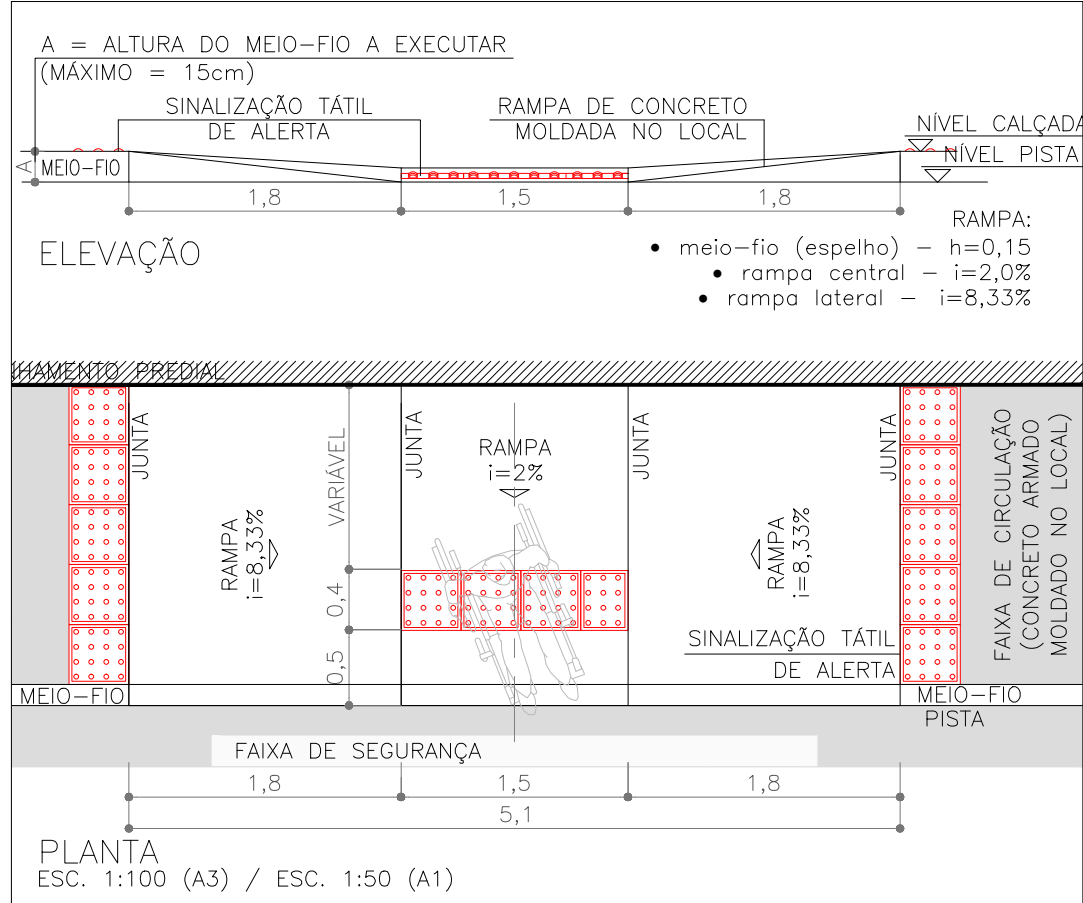 A = ALTURA DO MEIO-FIO A EXECUTAR
(MÁXIMO = 15cm)
SINALIZAÇÃO TÁTIL
DE ALERTA
RAMPA DE CONCRETO
MOLDADA NO LOCAL
NÍVEL CALÇADA
NÍVEL PISTA
A
MEIO-FIO
1,8
1,5
1,8
ELEVAÇÃO
RAMPA:
• meio-fio (espelho) - h=0,15
• rampa central - i=2,0%
• rampa lateral - i=8,33%
NHAMENTO PREDIAL
JUNTA
VARIÁVEL
JUNTA
RAMPA
i=2%
JUNTA
JUNTA
RAMPA
i=8,33%
RAMPA
i=8,33%
FAIXA DE CIRCULAÇÃO
(CONCRETO ARMADO
MOLDADO NO LOCAL)
0,4
0,5
SINALIZAÇÃO TÁTIL
DE ALERTA
MEIO-FIO
MEIO-FIO
PISTA
FAIXA DE SEGURANÇA
1,8
1,5
1,8
5,1
PLANTA
ESC. 1:100 (A3) / ESC. 1:50 (A1)